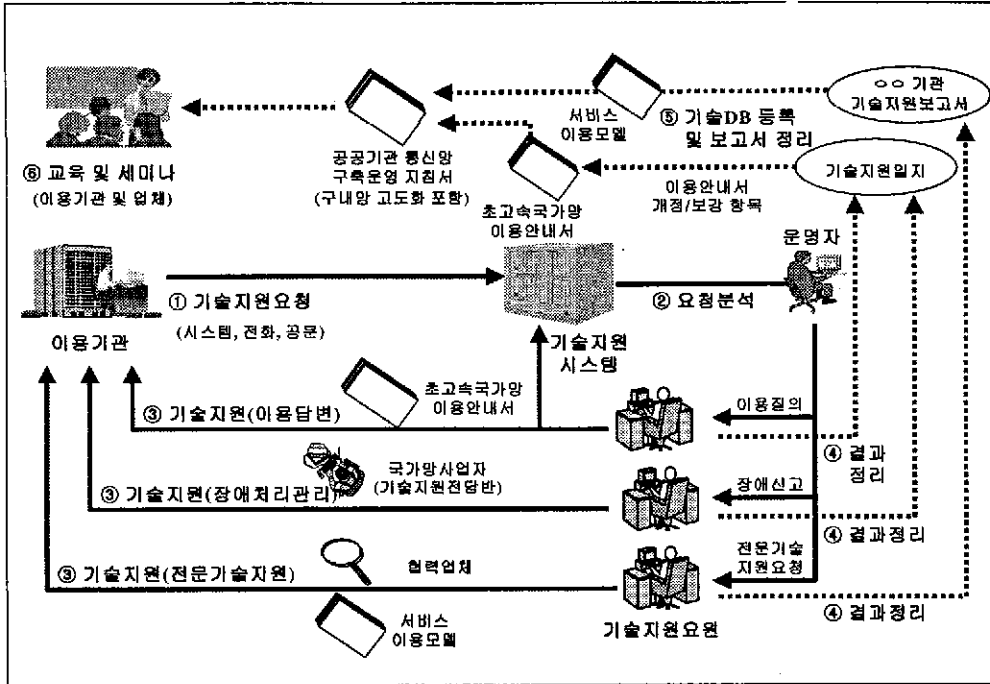 ○○ 기관
기술지원보고서
서비스
이용모델
⑤ 기술DB 등록
및 보고서 정리
⑥ 교육 및 세미나
(이용기관 및 업체)
공공기관 통신망
구축운영 지침서
(구내망 고도화 포함)
초고속국가망
이용안내서
이용안내서
개정/보강 항목
기술지원일지
운영자
① 기술지원요청
(시스템, 전화, 공문)
② 요청분석
이용기관
기술지원
시스템
③ 기술지원(이용답변)
초고속국가망
이용안내서
이용질의
④ 결과
정리
③ 기술지원(장애처리관리)
국가망사업자
(기술지원전담반)
장애신고
④ 결과정리
③ 기술지원(전문기술지원)
협력업체
전문기술
지원요청
④ 결과정리
서비스
이용모델
기술지원요원